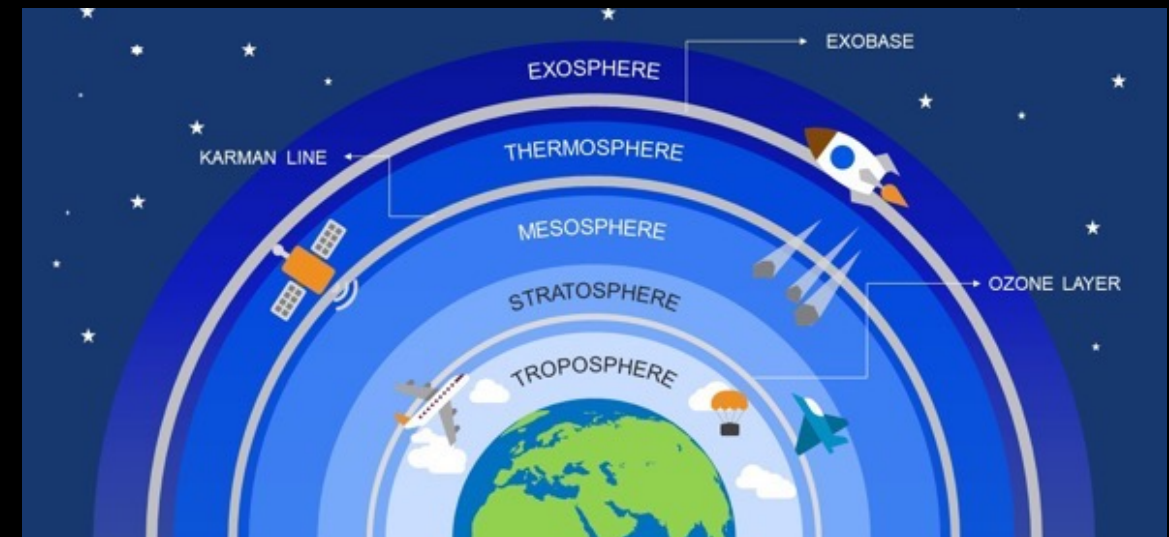 EXOBASE
EXOSPHERE
KARMAN LINE
THERMOSPHERE
MESOSPHERE
OZONE LAYER
STRATOSPHERE
TROPOSPHERE